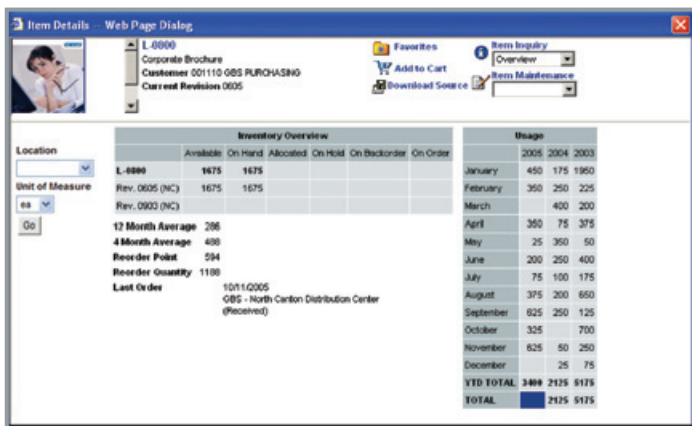 Item Details -- Web Page Dialog
L-0800
Corporate Brochure
Customer 001110 GBS PURCHASING
Current Revision 0605
Favorites
Add to Cart
Download Source
Item Inquiry
Overview
Item Maintenance
Location
Unit of Measure
ea
Go
Inventory Overview
Available On Hand Allocated On Hold On Backorder On Order
L-0800 1675 1675
Rev. 0605 (NC) 1675 1675
Rev. 0903 (NC)
12 Month Average 286
4 Month Average 488
Reorder Point 594
Reorder Quantity 1188
Last Order 10/11/2005
GBS - North Canton Distribution Center
(Received)
Usage
2005 2004 2003
January 450 175 1950
February 350 250 225
March 400 200
April 350 75 375
May 25 350 50
June 200 250 400
July 75 100 175
August 375 200 650
September 625 250 125
October 325 700
November 625 50 250
December 25 75
YTD TOTAL 3400 2125 5175
TOTAL 2125 5175